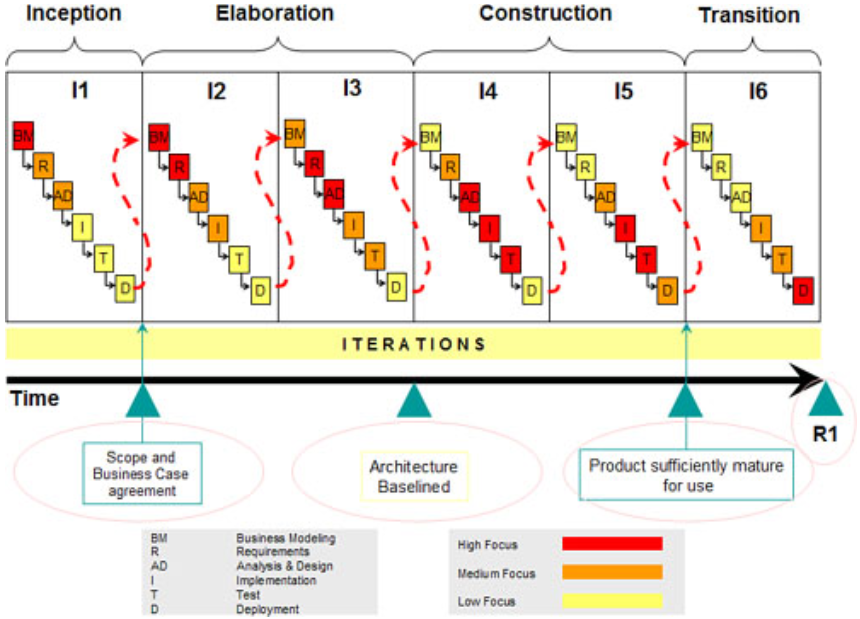 Inception Elaboration Construction Transition
I1 I2 I3 I4 I5 I6
BM BM BM BM BM BM
R R R R R R
AD AD AD AD AD AD
I I I I I I
T T T T T T
D D D D D D
ITERATIONS
Time
R1
Scope and
Business Case
agreement
Architecture
Baselined
Product sufficiently mature
for use
BM Business Modeling
R Requirements
AD Analysis & Design
I Implementation
T Test
D Deployment
High Focus
Medium Focus
Low Focus